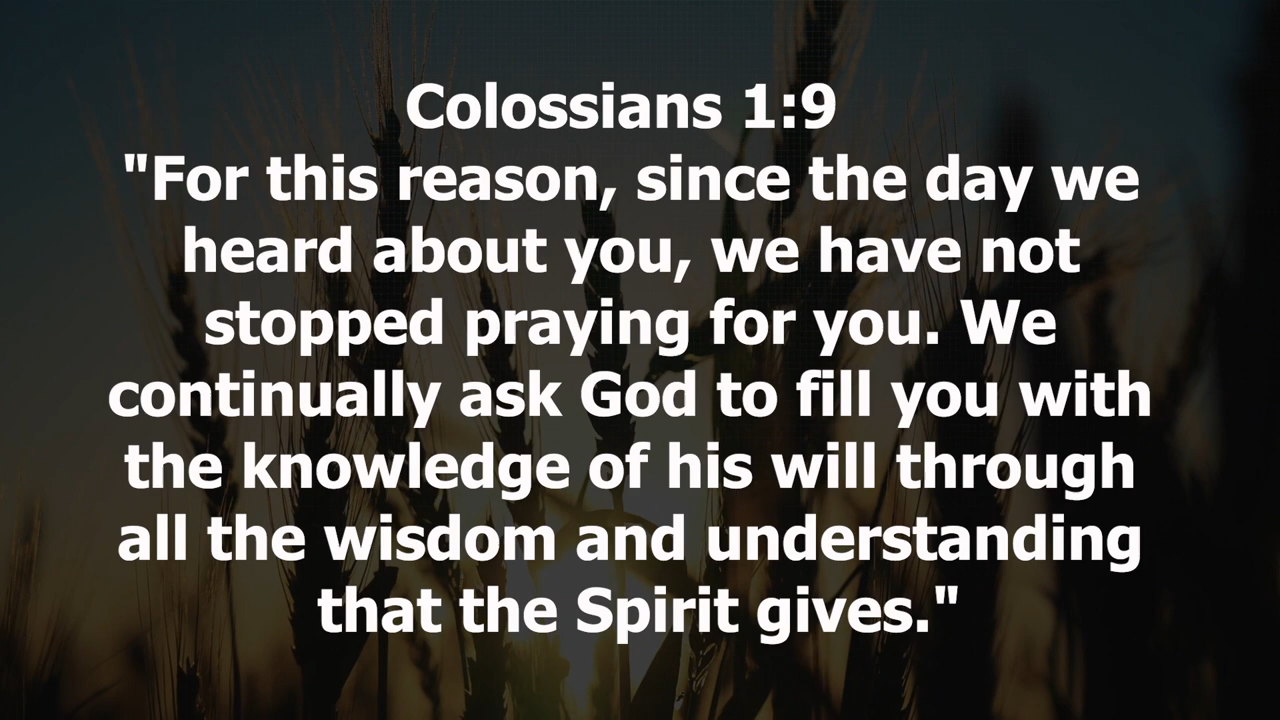 Colossians 1:9
"For this reason, since the day we
heard about you, we have not
stopped praying for you. We
continually ask God to fill you with
the knowledge of his will through
all the wisdom and understanding
that the Spirit gives."